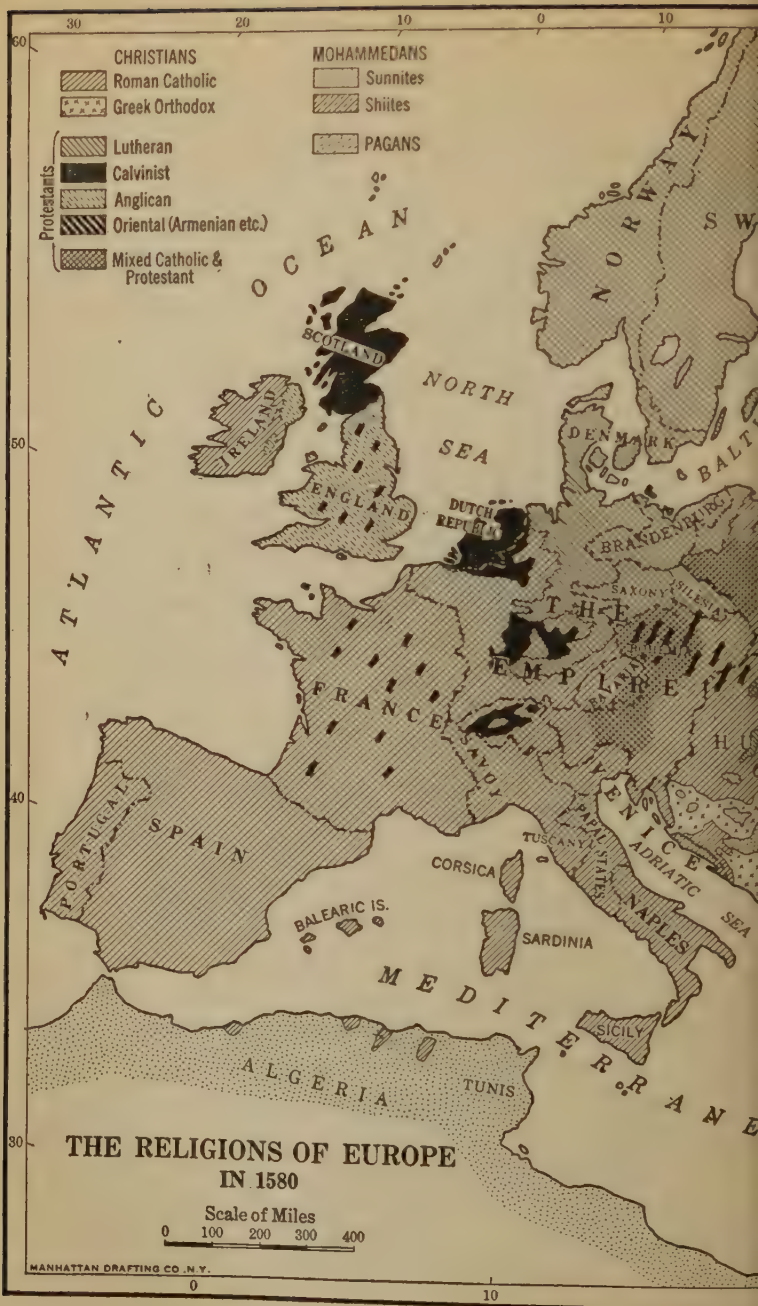 30 20 10 0 10
60
CHRISTIANS
Roman Catholic
Greek Orthodox
Protestants
Lutheran
Calvinist
Anglican
Oriental (Armenian etc.)
Mixed Catholic &
Protestant
MOHAMMEDANS
Sunnites
Shiites
PAGANS
ATLANTIC
OCEAN
NORWAY
SW
SCOTLAND
NORTH
SEA
IRELAND
50
ENGLAND
DENMARK
BALT
DUTCH
REPUBLIC
BRANDENBURG
SAXONY
SILESIA
THE
EMPIRE
BAVARIA
FRANCE
SAVOY
HU
40
VENICE
PORTUGAL
SPAIN
TUSCANY
PAPAL
STATES
ADRIATIC
SEA
CORSICA
BALEARIC IS.
SARDINIA
NAPLES
MEDITERRANE
SICILY
ALGERIA
TUNIS
30
THE RELIGIONS OF EUROPE
IN 1580
Scale of Miles
0 100 200 300 400
MANHATTAN DRAFTING CO .N.Y.
0 10